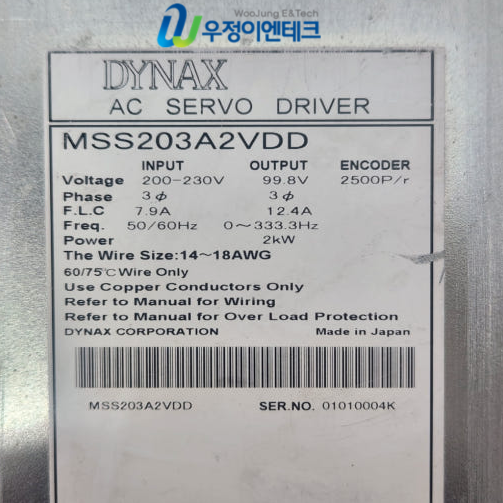 WooJung E&Tech
우정이엔테크
DYNAX
AC SERVO DRIVER
MSS203A2VDD
INPUT OUTPUT ENCODER
Voltage 200-230V 99.8V 2500P/r
Phase 3ϕ 3ϕ
F.L.C 7.9A 12.4A
Freq. 50/60Hz 0~333.3Hz
Power 2kW
The Wire Size:14~18AWG
60/75℃ Wire Only
Use Copper Conductors Only
Refer to Manual for Wiring
Refer to Manual for Over Load Protection
DYNAX CORPORATION Made in Japan
MSS203A2VDD SER.NO. 01010004K